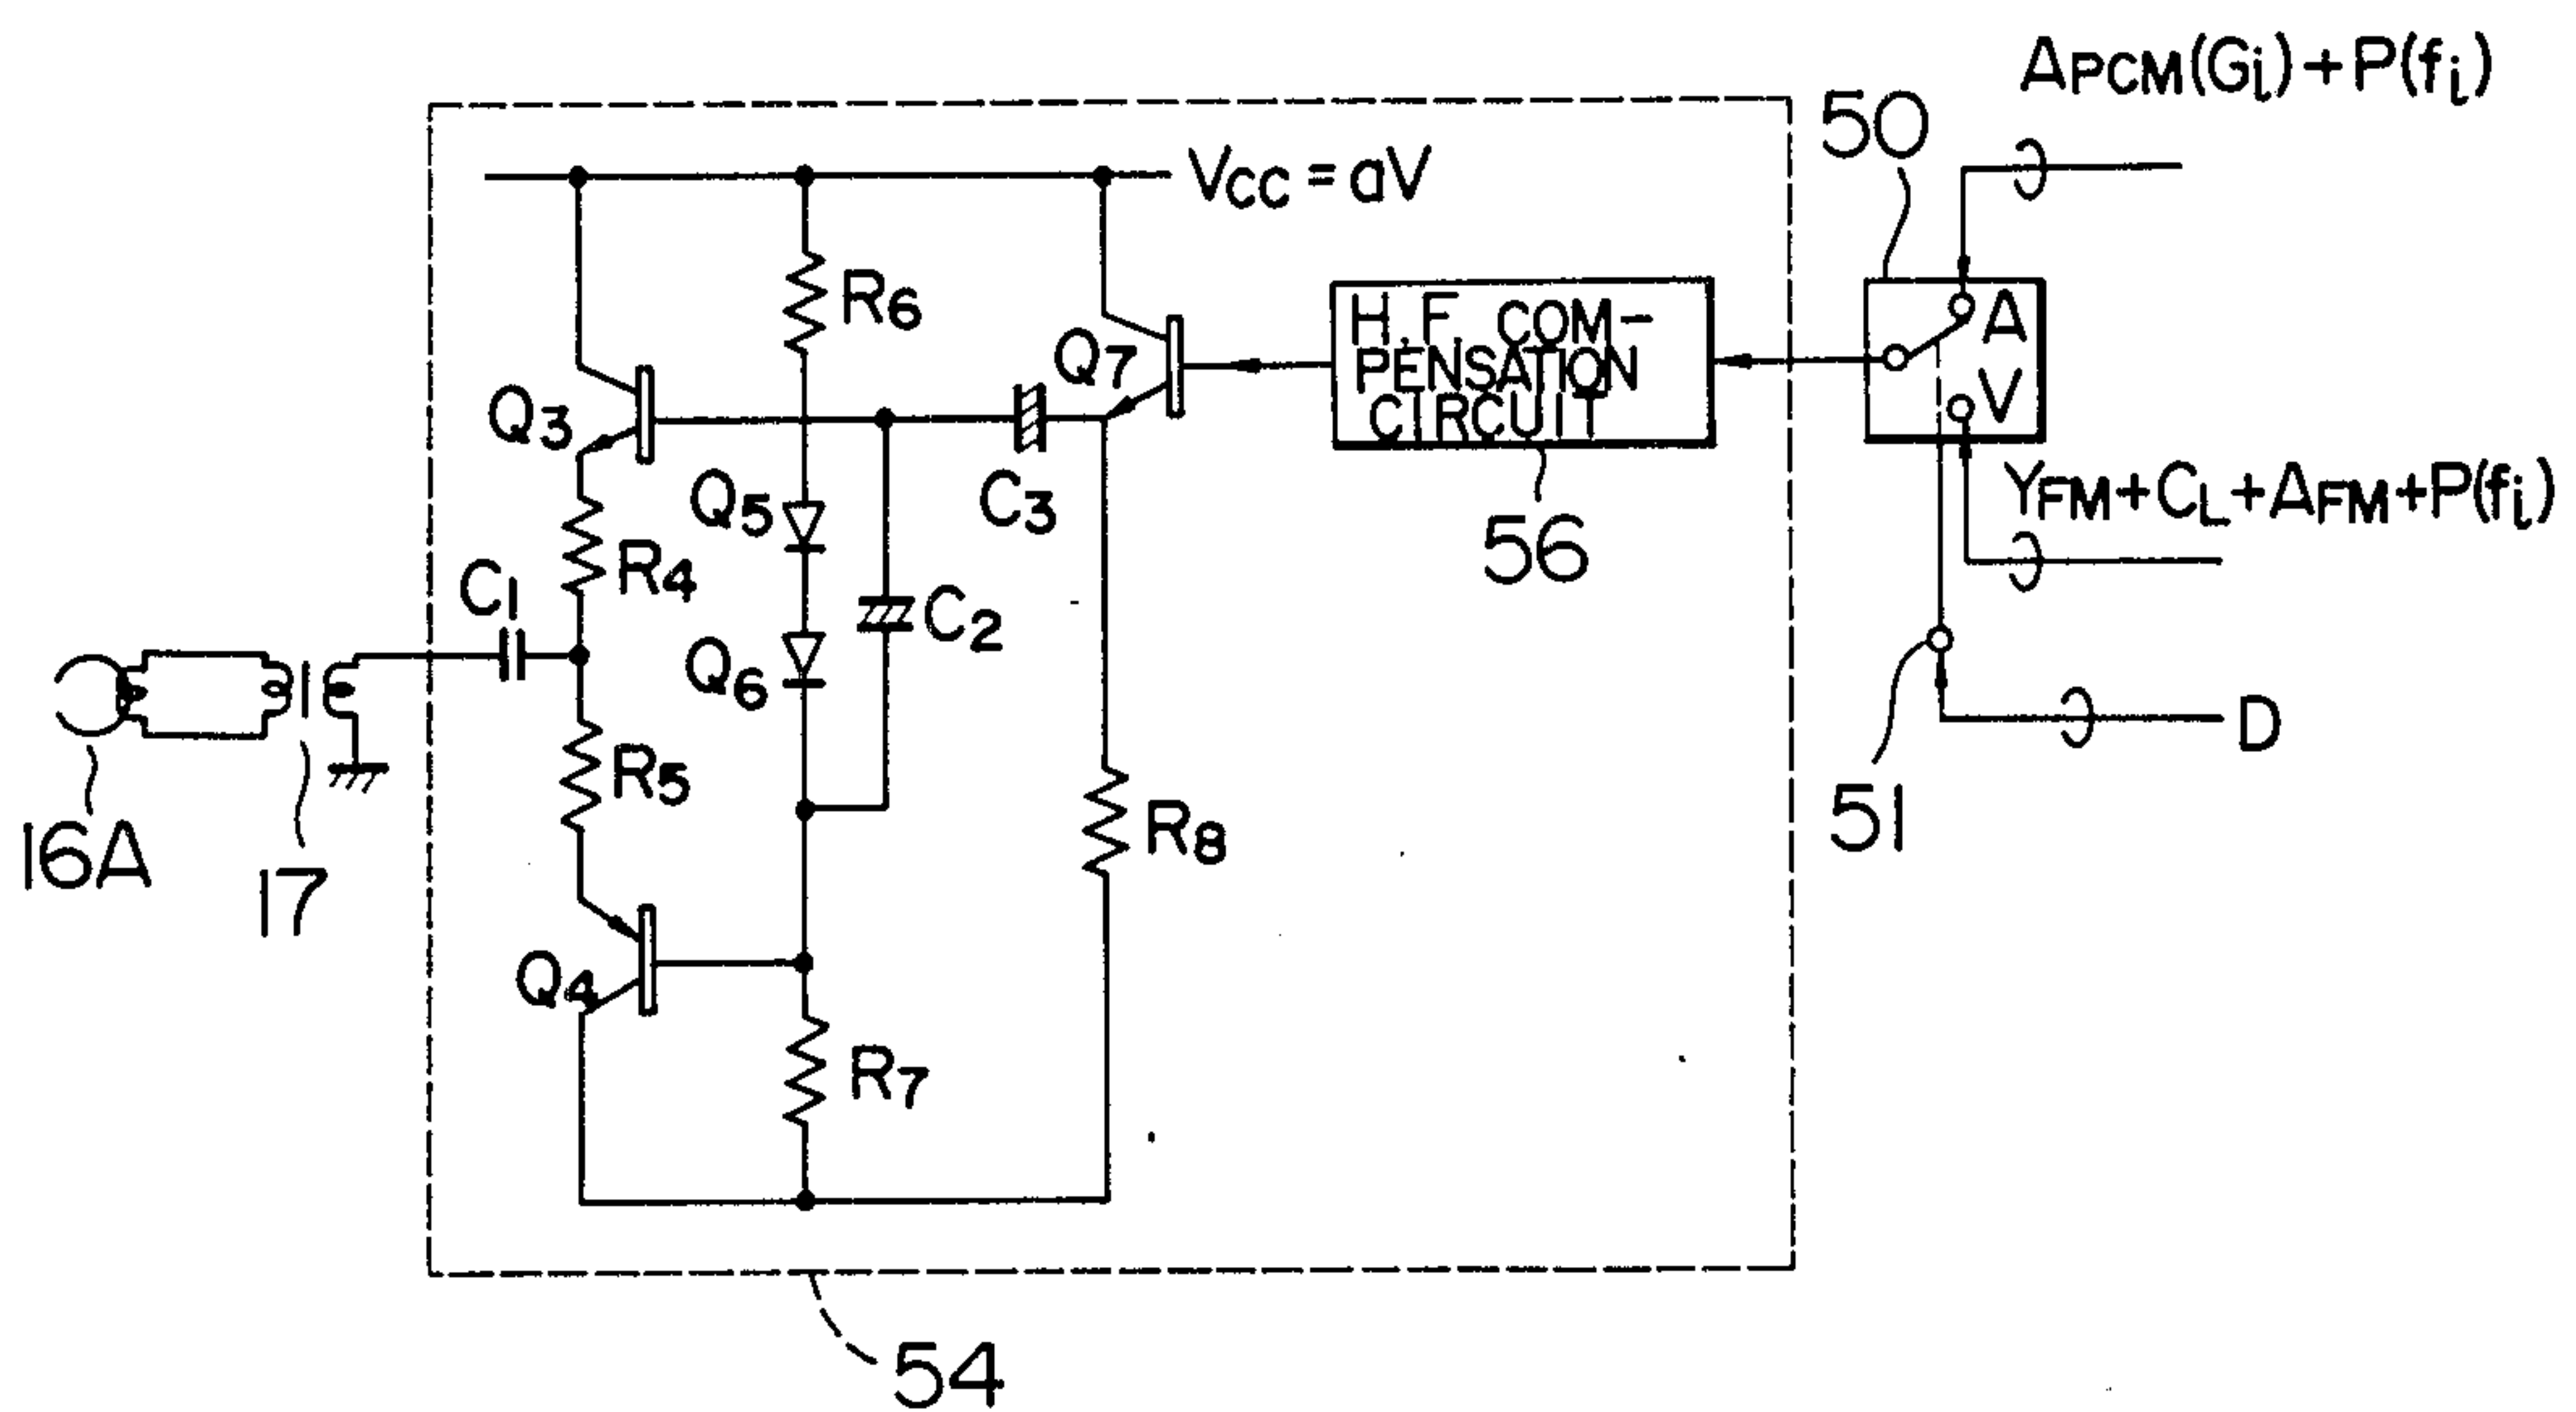 APCM(Gi)+P(fi)
50
VCC=aV
R6
H.F. COM-
PENSATION
CIRCUIT
A
V
Q7
Q3
Q5
C3
YFM+CL+AFM+P(fi)
56
R4
C1
C2
Q6
D
R5
R8
51
16A
17
Q4
R7
54